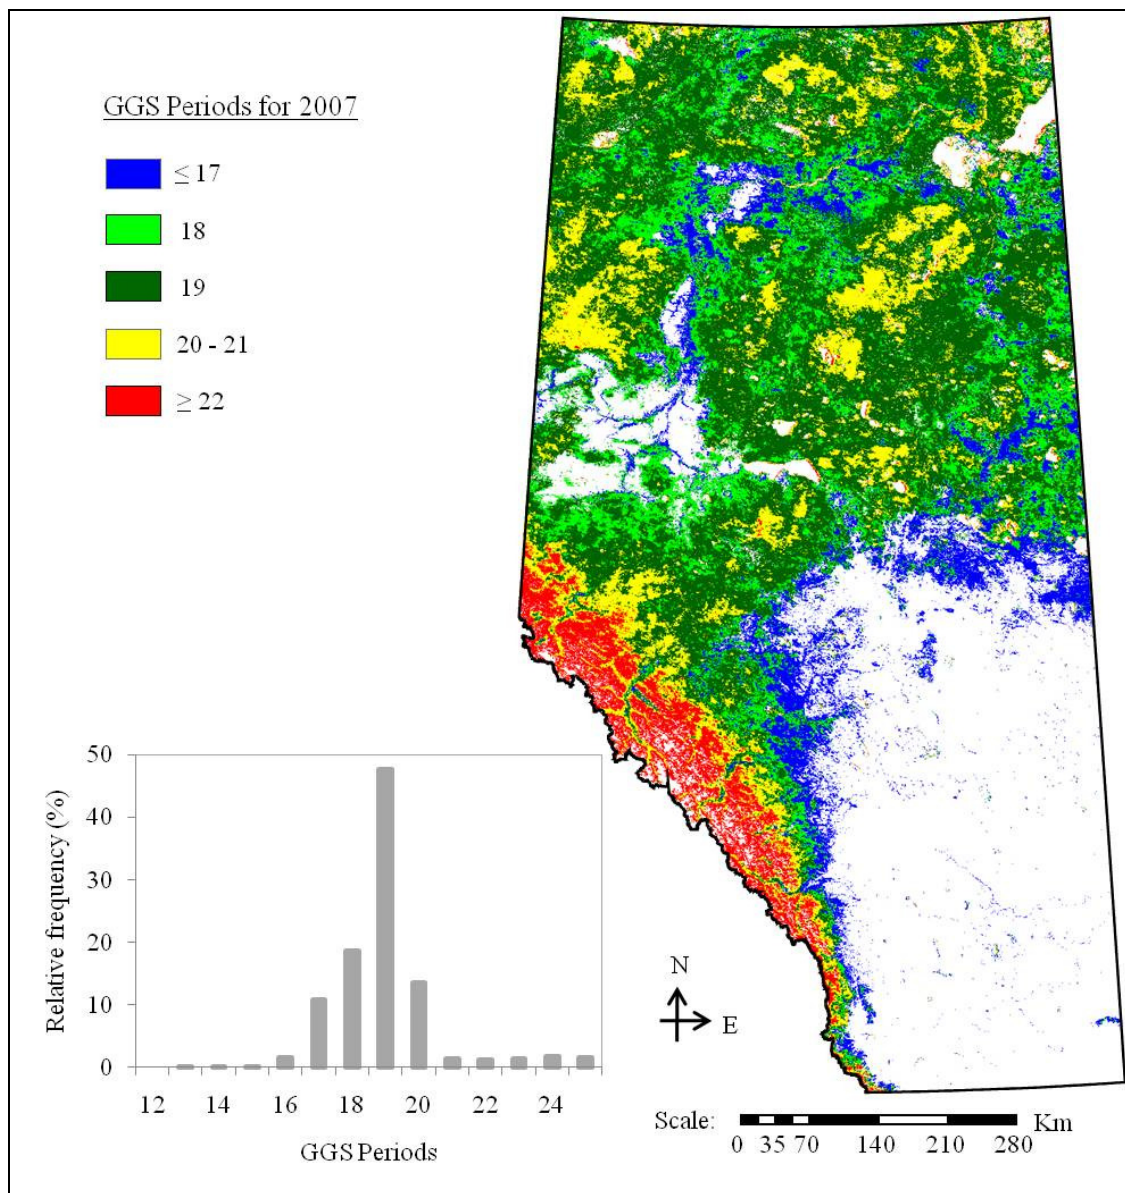 GGS Periods for 2007
≤ 17
18
19
20 - 21
≥ 22
50
40
30
20
10
0
Relative frequency (%)
12 14 16 18 20 22 24
GGS Periods
N
E
Scale:
Km
0 35 70 140 210 280